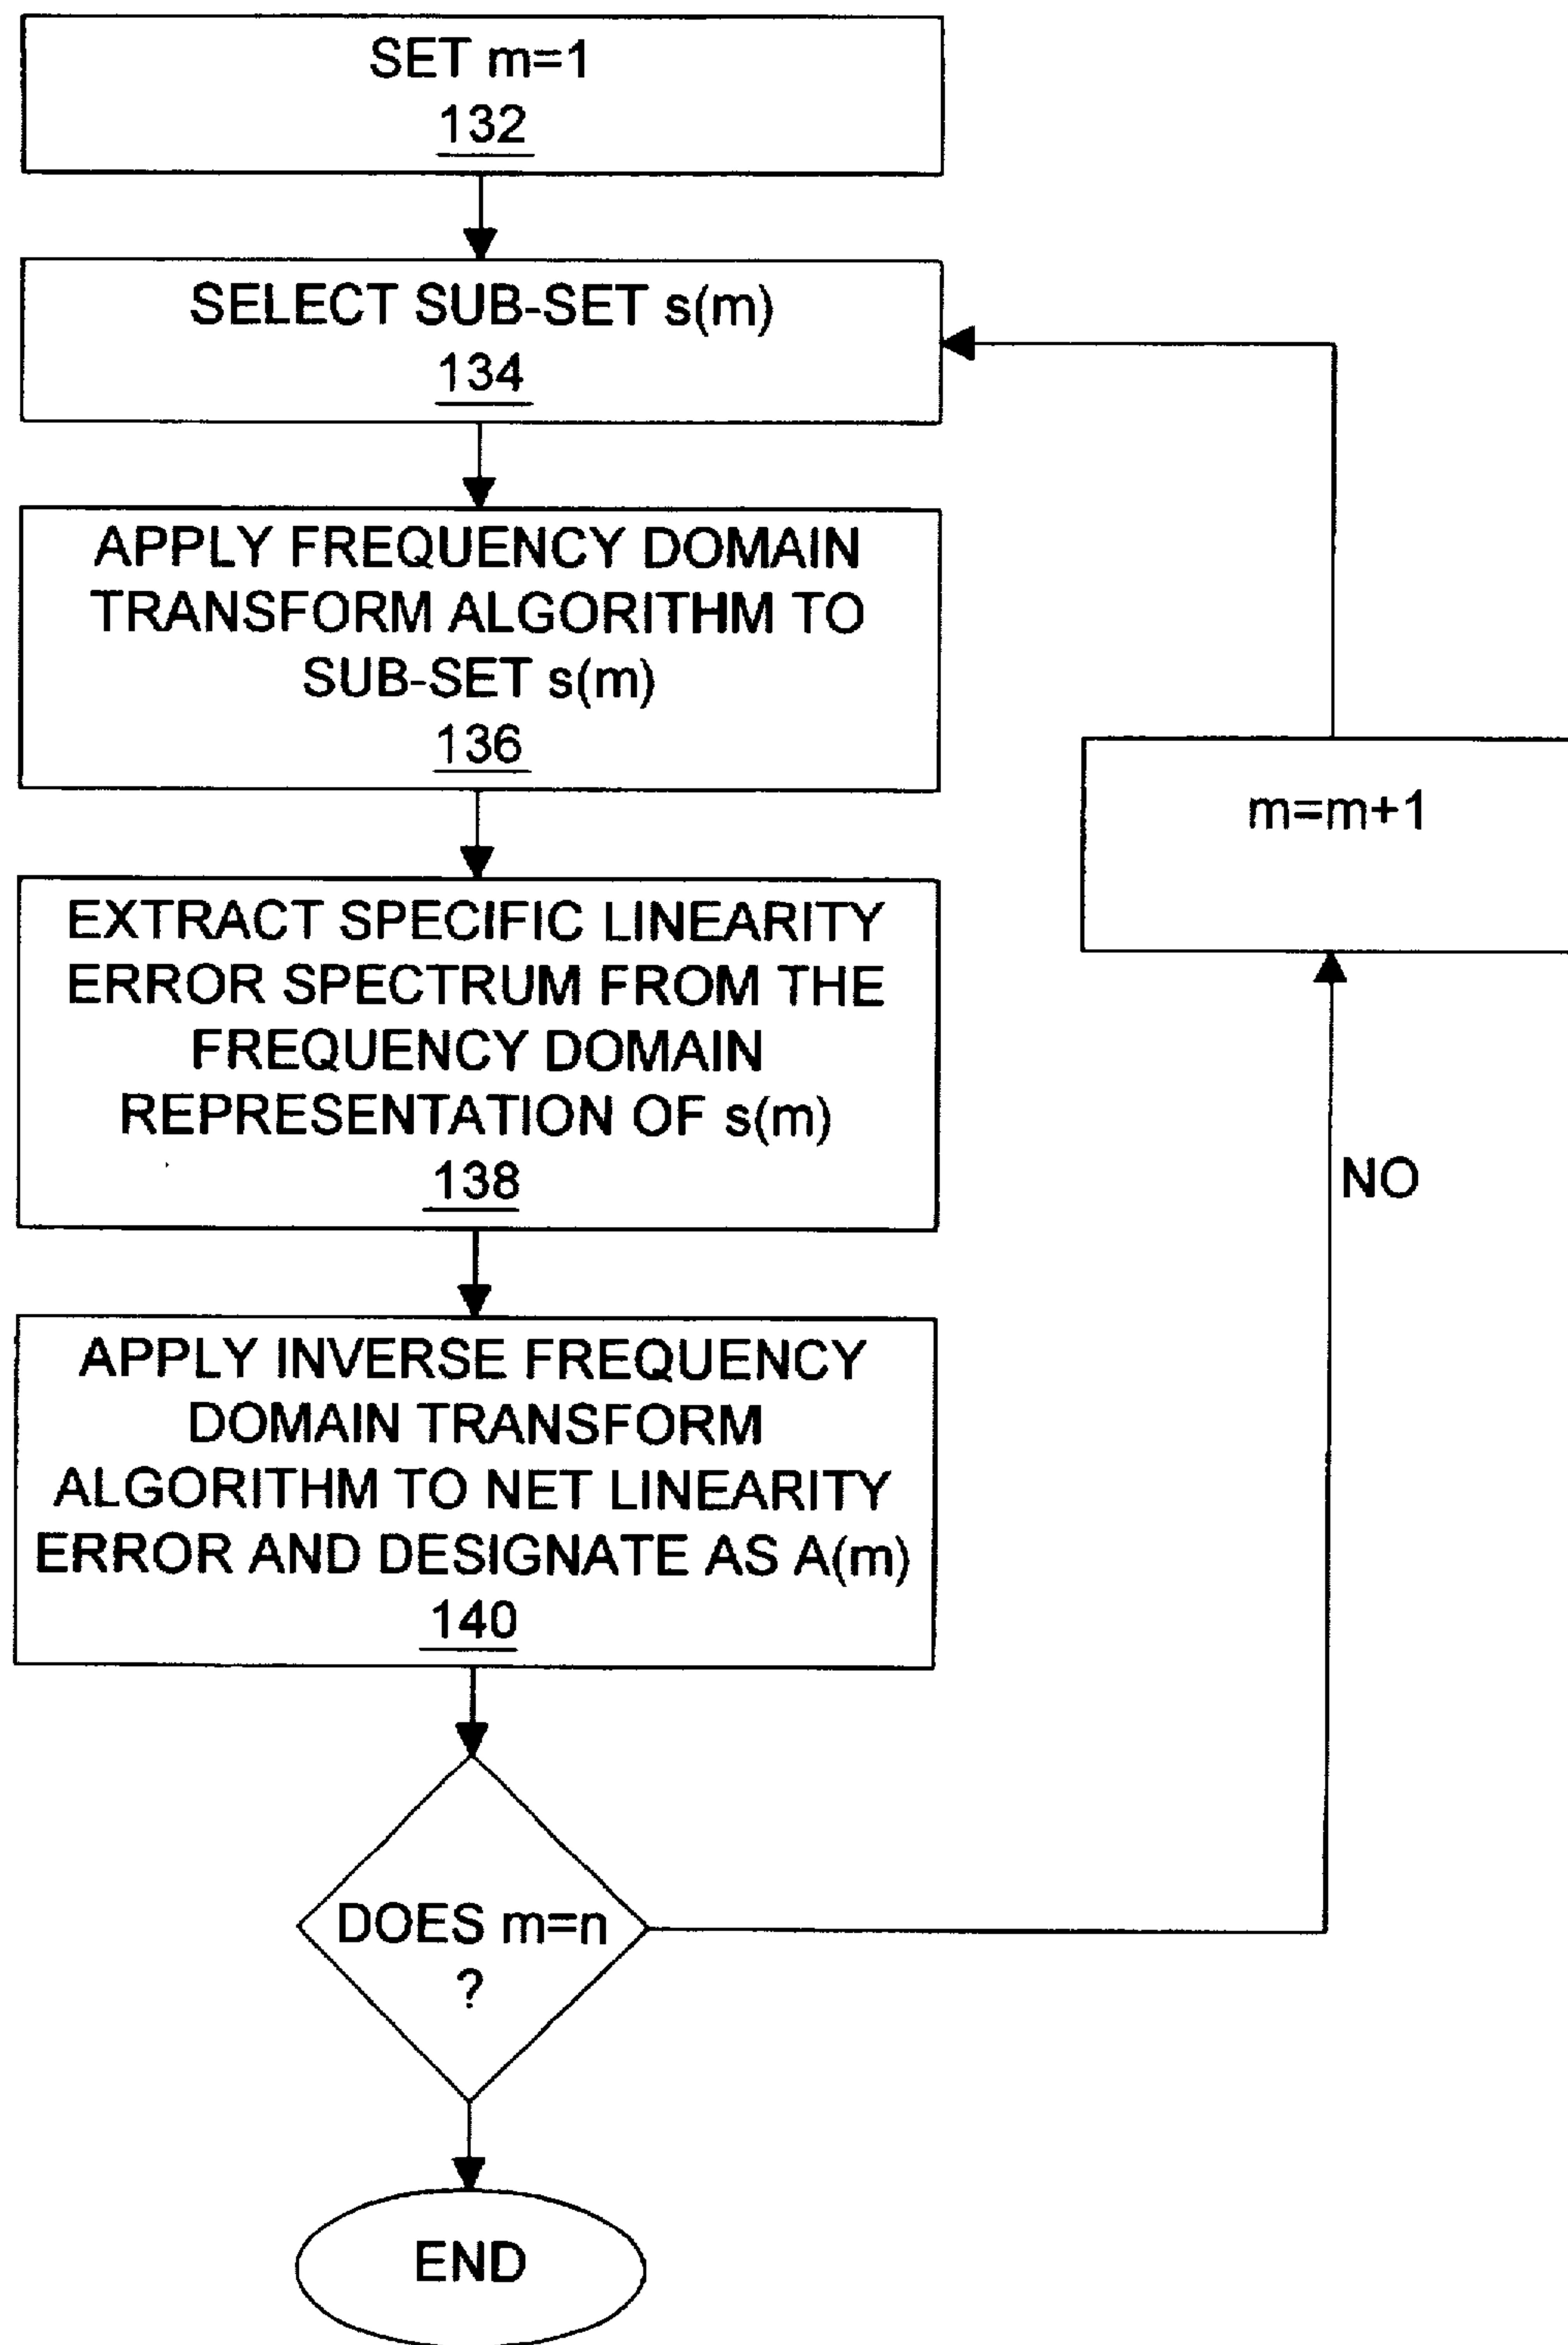 SET m=1
132
SELECT SUB-SET s(m)
134
APPLY FREQUENCY DOMAIN
TRANSFORM ALGORITHM TO
SUB-SET s(m)
136
m=m+1
EXTRACT SPECIFIC LINEARITY
ERROR SPECTRUM FROM THE
FREQUENCY DOMAIN
REPRESENTATION OF s(m)
138
NO
APPLY INVERSE FREQUENCY
DOMAIN TRANSFORM
ALGORITHM TO NET LINEARITY
ERROR AND DESIGNATE AS A(m)
140
DOES m=n
?
END